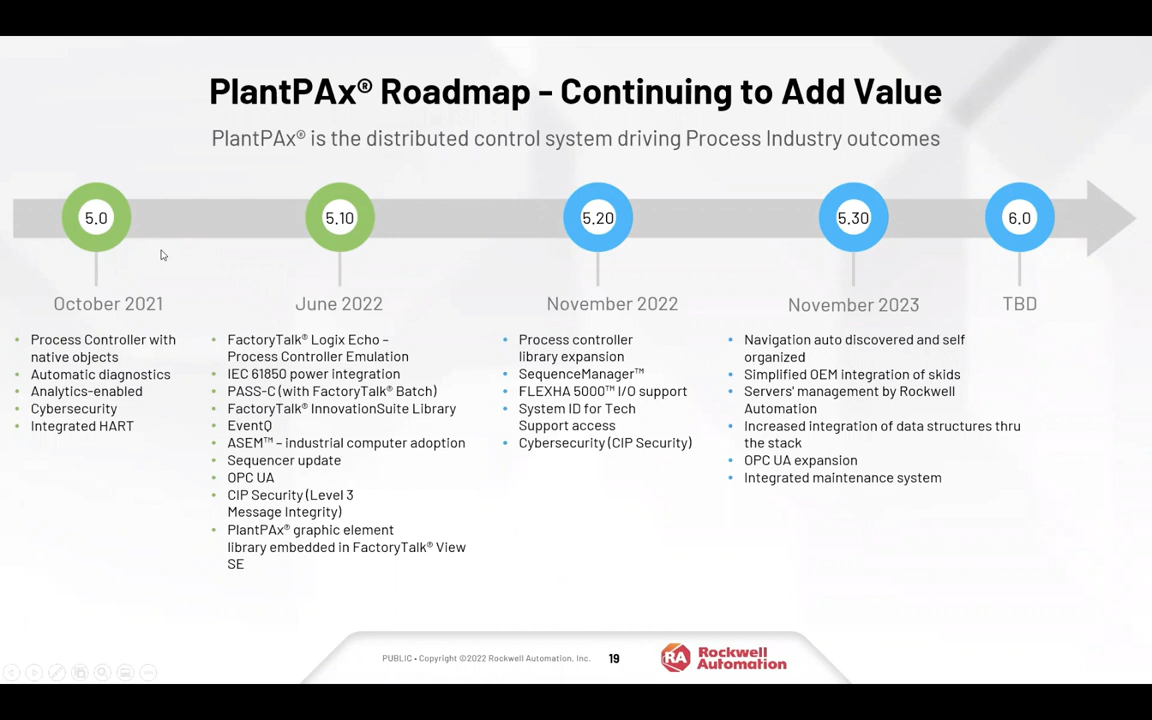 PlantPAx® Roadmap - Continuing to Add Value
PlantPAx® is the distributed control system driving Process Industry outcomes
5.0
5.10
5.20
5.30
6.0
October 2021
June 2022
November 2022
November 2023
TBD
• Process Controller with
native objects
• Automatic diagnostics
• Analytics-enabled
• Cybersecurity
• Integrated HART
• FactoryTalk® Logix Echo –
Process Controller Emulation
• IEC 61850 power integration
• PASS-C (with FactoryTalk® Batch)
• FactoryTalk® InnovationSuite Library
• EventQ
• ASEM™ – industrial computer adoption
• Sequencer update
• OPC UA
• CIP Security (Level 3
Message Integrity)
• PlantPAx® graphic element
library embedded in FactoryTalk® View
SE
• Process controller
library expansion
• SequenceManager™
• FLEXHA 5000™ I/O support
• System ID for Tech
Support access
• Cybersecurity (CIP Security)
• Navigation auto discovered and self
organized
• Simplified OEM integration of skids
• Servers' management by Rockwell
Automation
• Increased integration of data structures thru
the stack
• OPC UA expansion
• Integrated maintenance system
PUBLIC • Copyright ©2022 Rockwell Automation. Inc.
19
RA
Rockwell
Automation